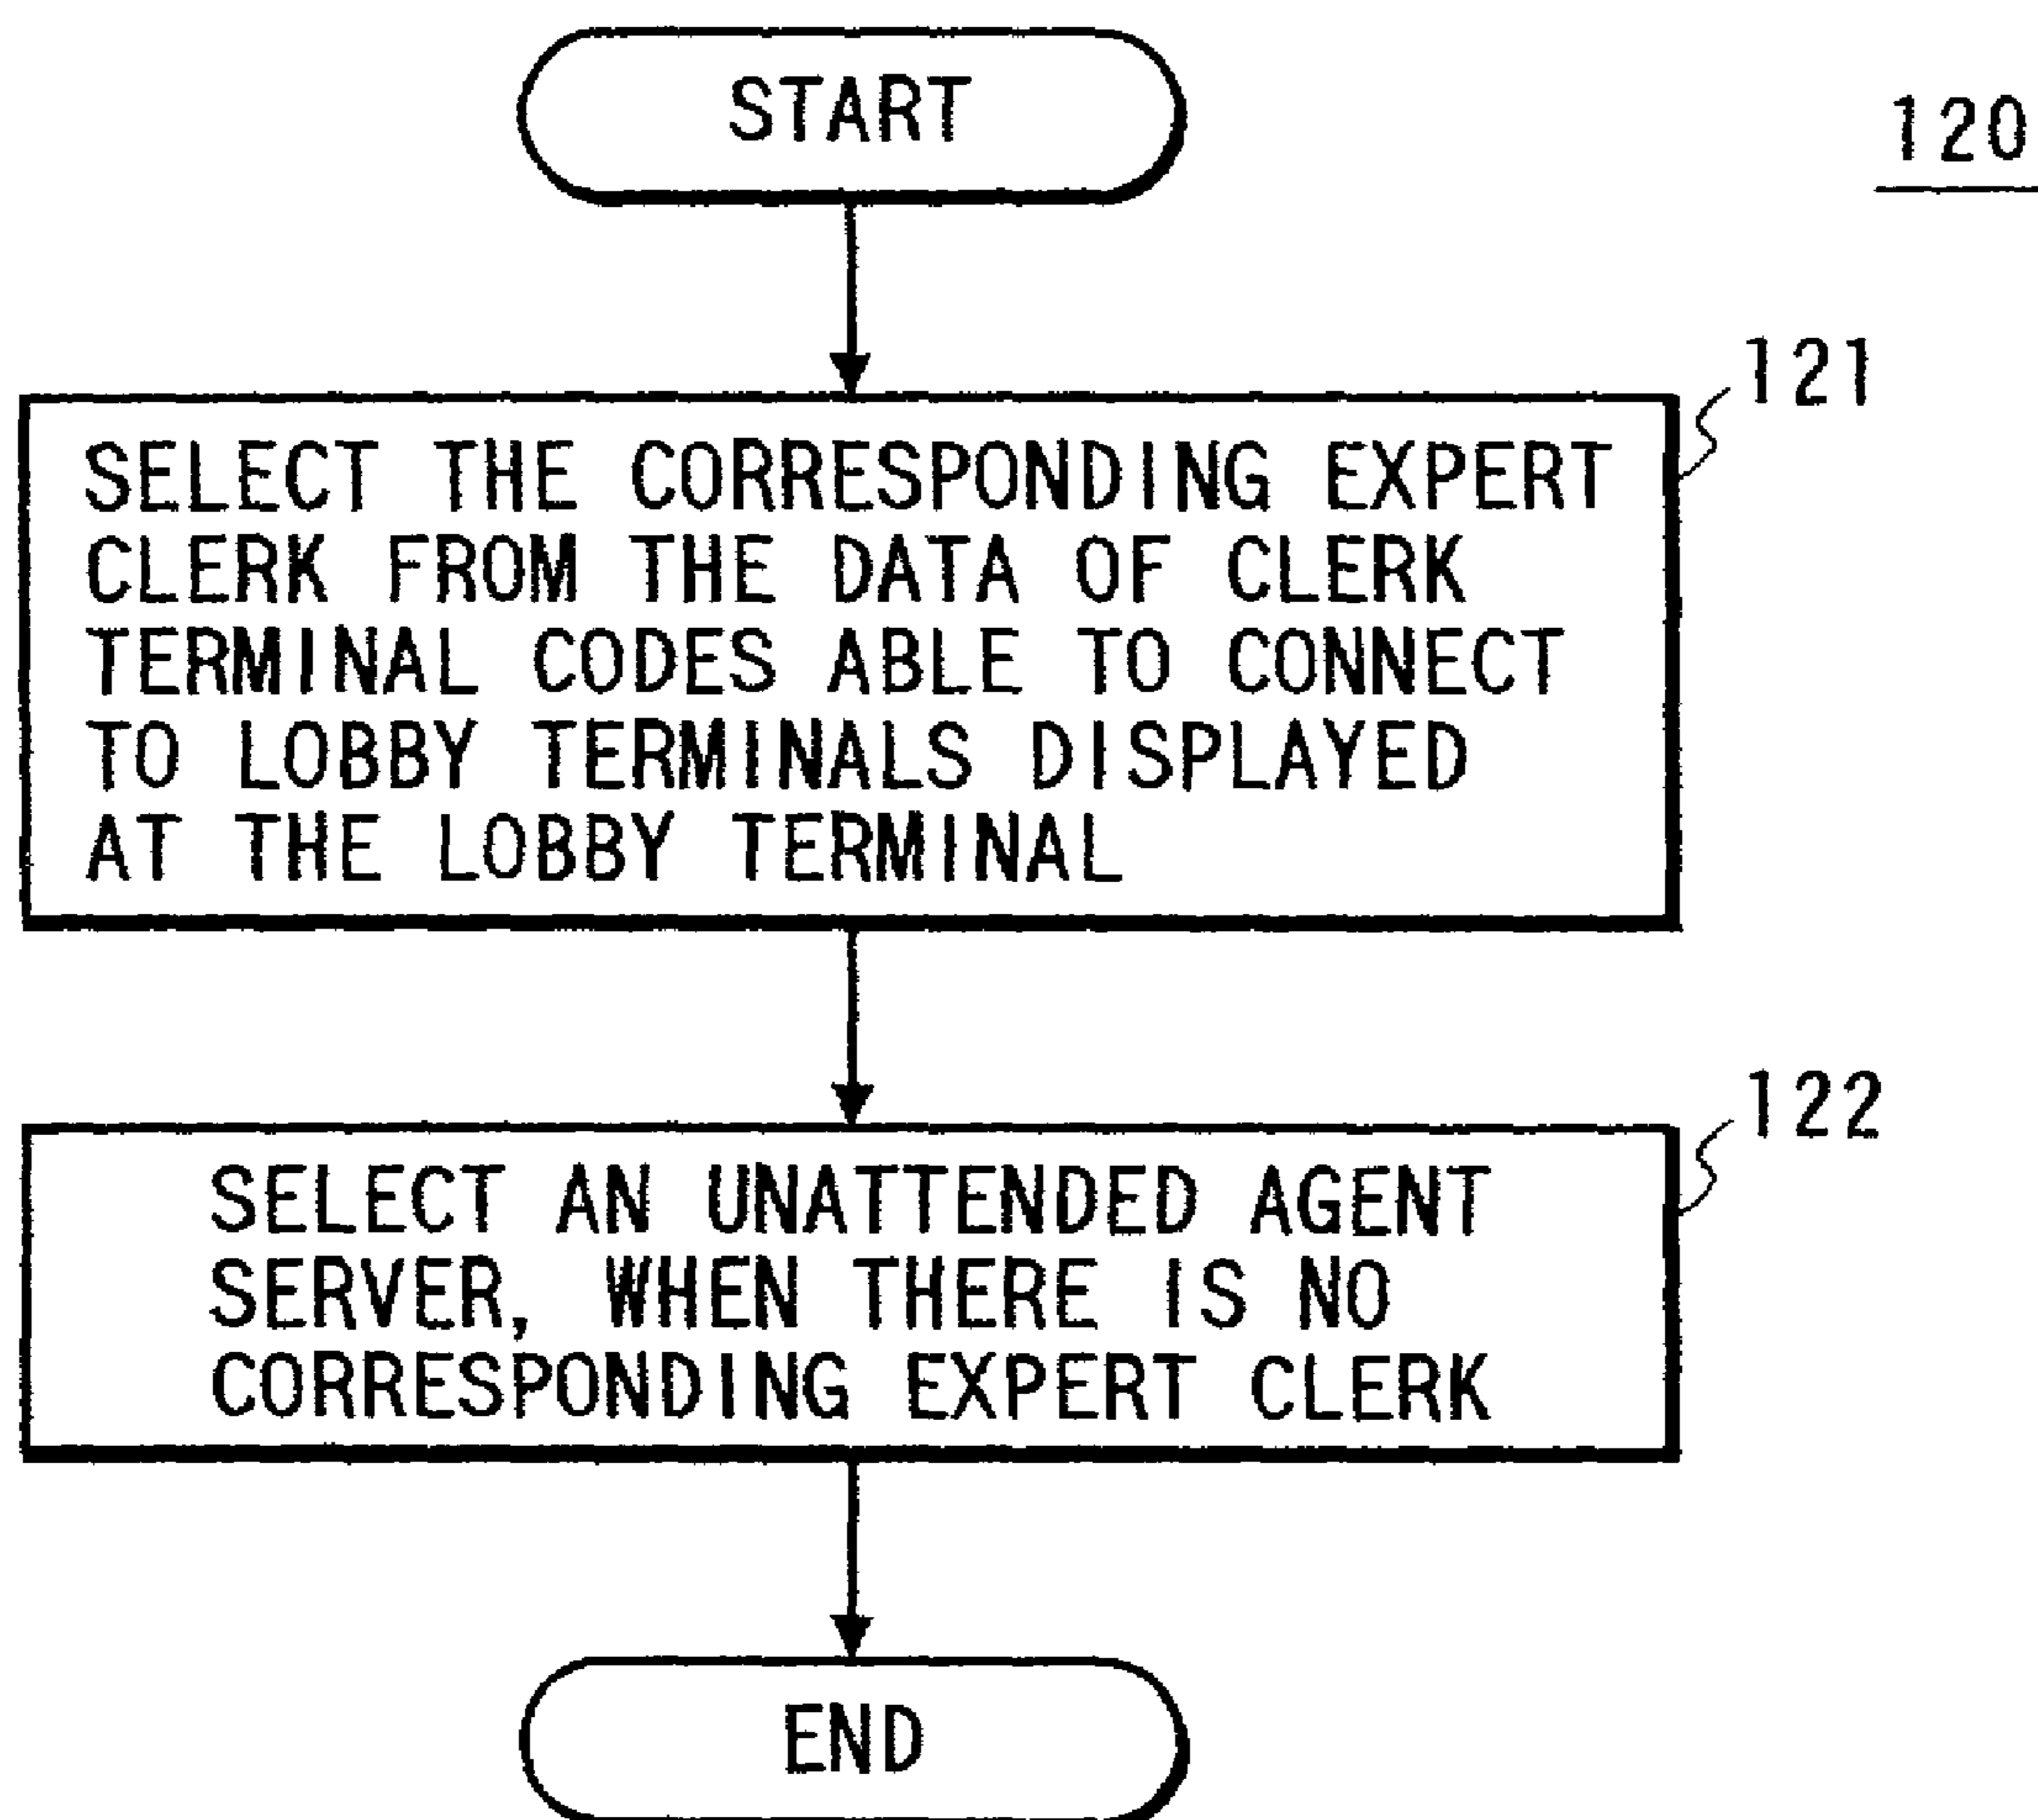 START
120
121
SELECT THE CORRESPONDING EXPERT
CLERK FROM THE DATA OF CLERK
TERMINAL CODES ABLE TO CONNECT
TO LOBBY TERMINALS DISPLAYED
AT THE LOBBY TERMINAL
122
SELECT AN UNATTENDED AGENT
SERVER, WHEN THERE IS NO
CORRESPONDING EXPERT CLERK
END